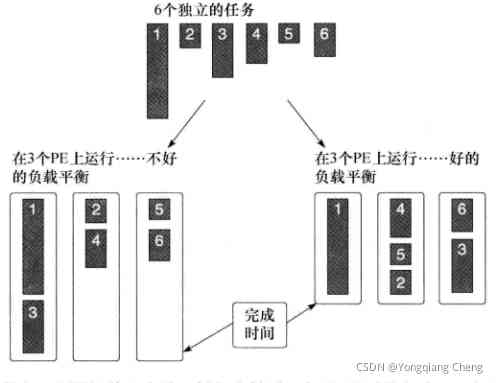 6个独立的任务
1 2 3 4 5 6
在3个PE上运行……不好
的负载平衡
在3个PE上运行……好的
负载平衡
1 2 5
4 6
3
1 4 6
5 3
2
完成
时间
CSDN @Yongqiang Cheng